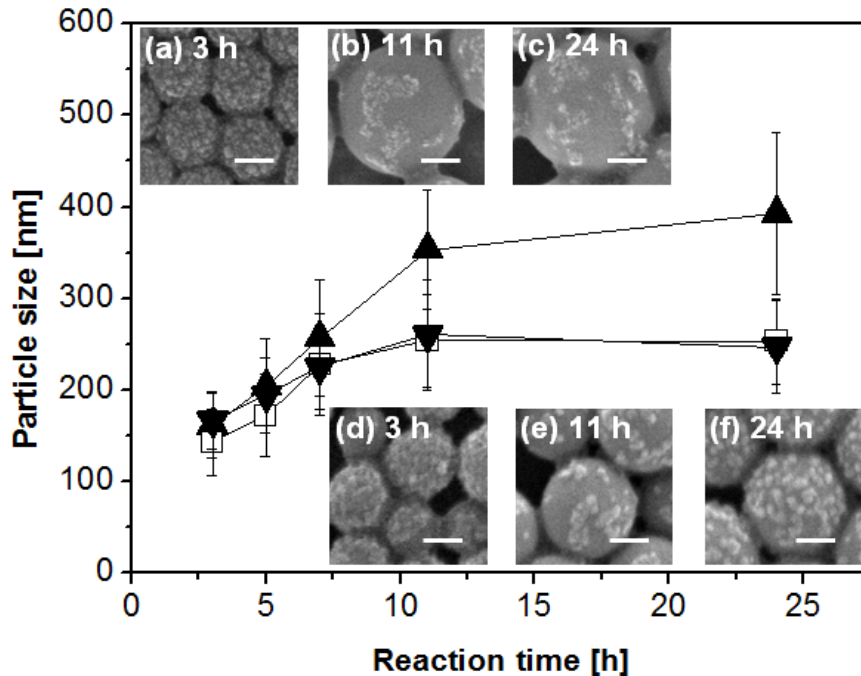 600
500
400
300
200
100
0
Particle size [nm]
(a) 3 h
(b) 11 h
(c) 24 h
(d) 3 h
(e) 11 h
(f) 24 h
0 5 10 15 20 25
Reaction time [h]